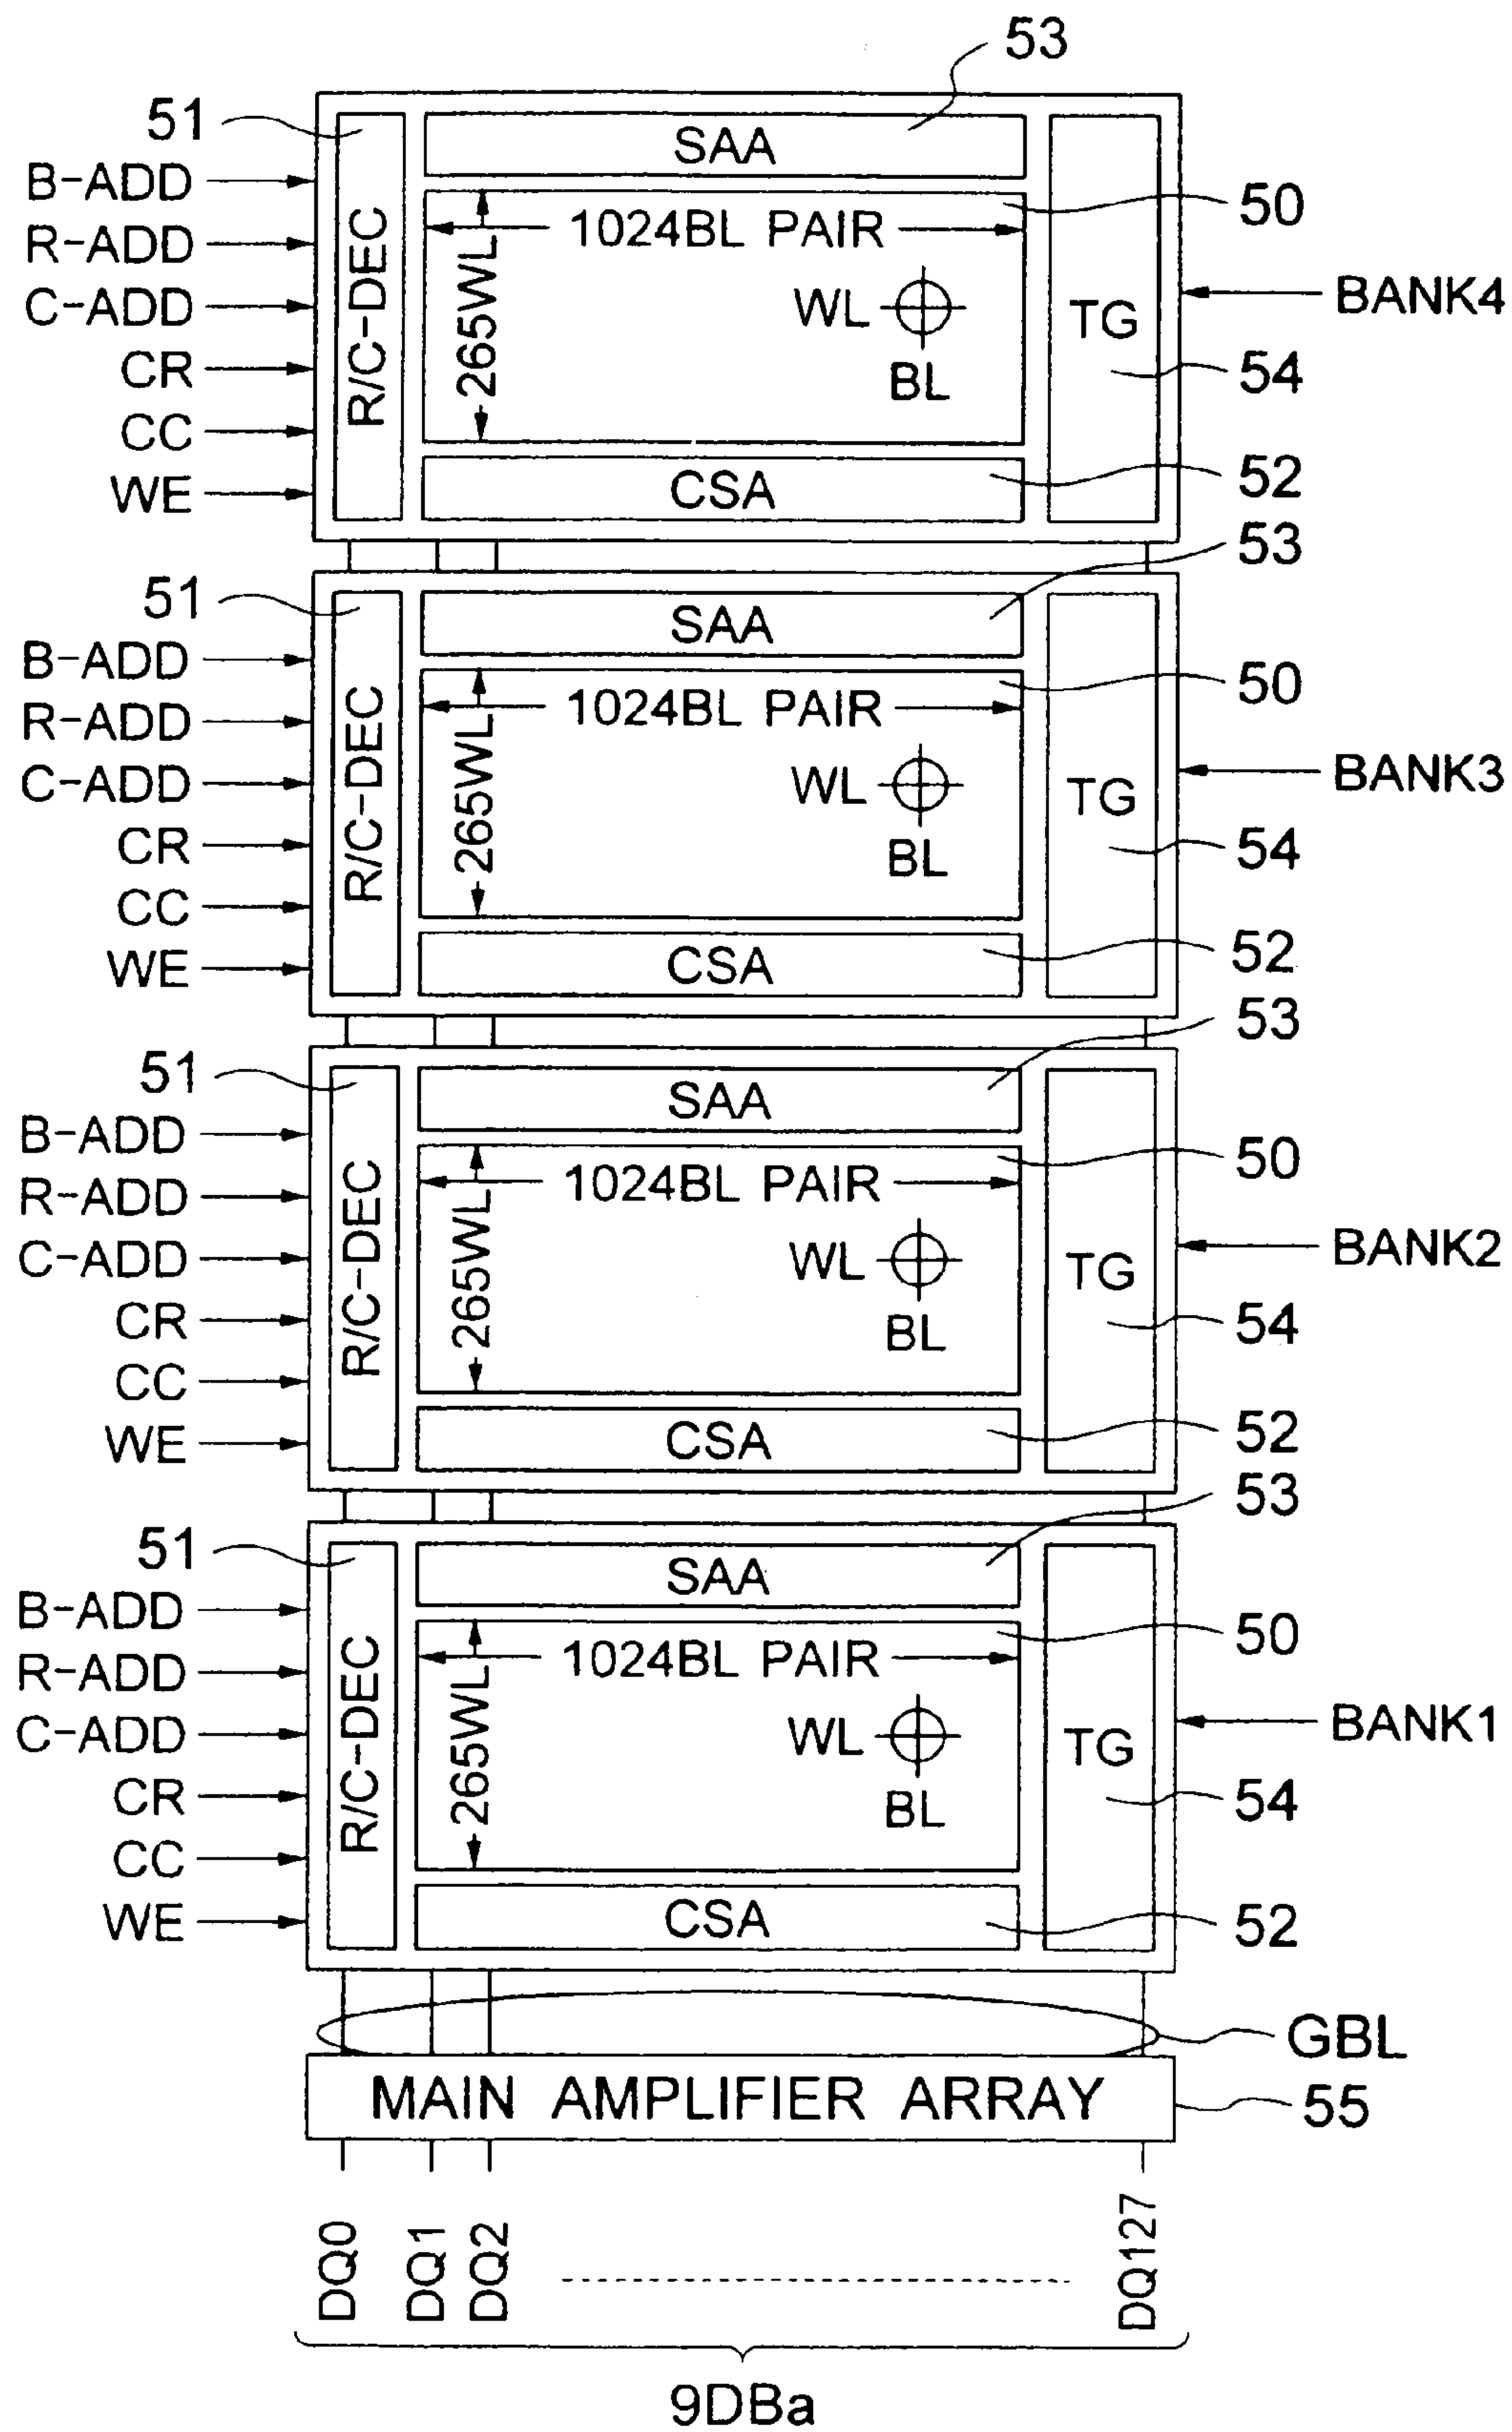 53
51
SAA
B-ADD
50
1024BL PAIR
R-ADD
265WL
R/C-DEC
C-ADD
WL
BL
TG
BANK4
CR
54
CC
52
WE
CSA
53
51
SAA
B-ADD
50
1024BL PAIR
R-ADD
265WL
R/C-DEC
C-ADD
WL
BL
TG
BANK3
CR
54
CC
52
WE
CSA
53
51
SAA
B-ADD
50
1024BL PAIR
R-ADD
265WL
R/C-DEC
C-ADD
WL
BL
TG
BANK2
CR
54
CC
52
WE
CSA
53
51
SAA
B-ADD
50
1024BL PAIR
R-ADD
265WL
R/C-DEC
C-ADD
WL
BL
TG
BANK1
CR
54
CC
52
WE
CSA
GBL
MAIN AMPLIFIER ARRAY
55
DQ0
DQ1
DQ2
DQ127
9DBa